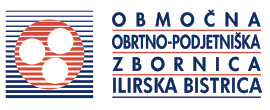 OBMOČNA
OBRTNO-PODJETNIŠKA
ZBORNICA
ILIRSKA BISTRICA